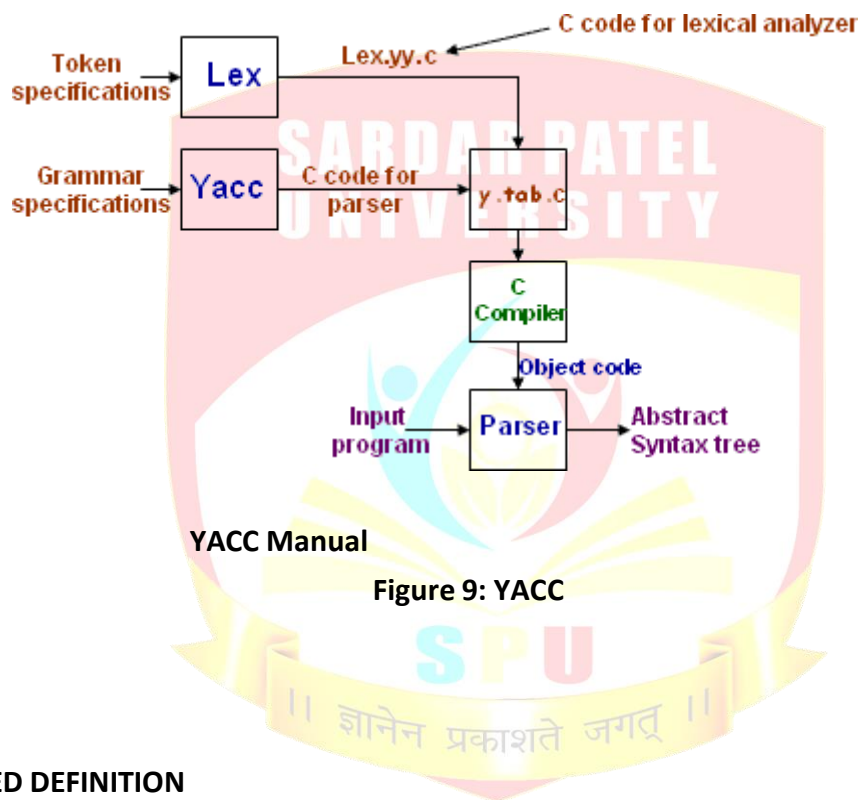 C code for lexical analyzer
Token
specifications
Lex
Lex.yy.c
SARDAR PATEL
UNIVERSITY
Grammar
specifications
Yacc
C code for
parser
y.tab.c
C
Compiler
Object code
Input
program
Parser
Abstract
Syntax tree
YACC Manual
Figure 9: YACC
SPU
।। ज्ञानेन प्रकाशते जगत् ।।
ED DEFINITION